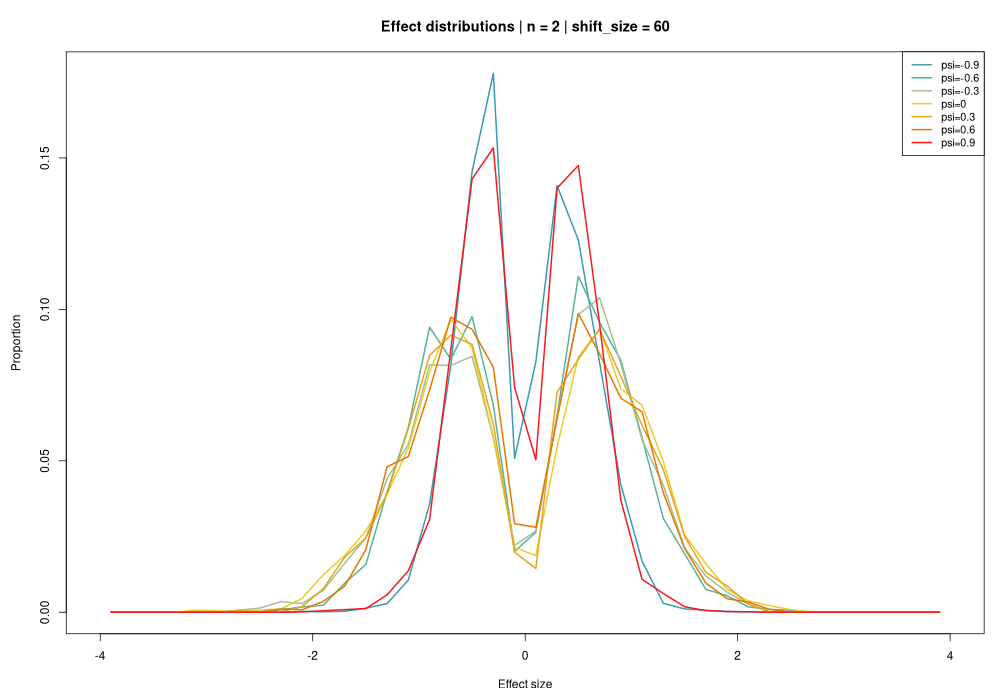 Effect distributions | n = 2 | shift_size = 60
psi=-0.9
psi=-0.6
psi=-0.3
psi=0
psi=0.3
psi=0.6
psi=0.9
Proportion
0.15
0.10
0.05
0.00
-4 -2 0 2 4
Effect size